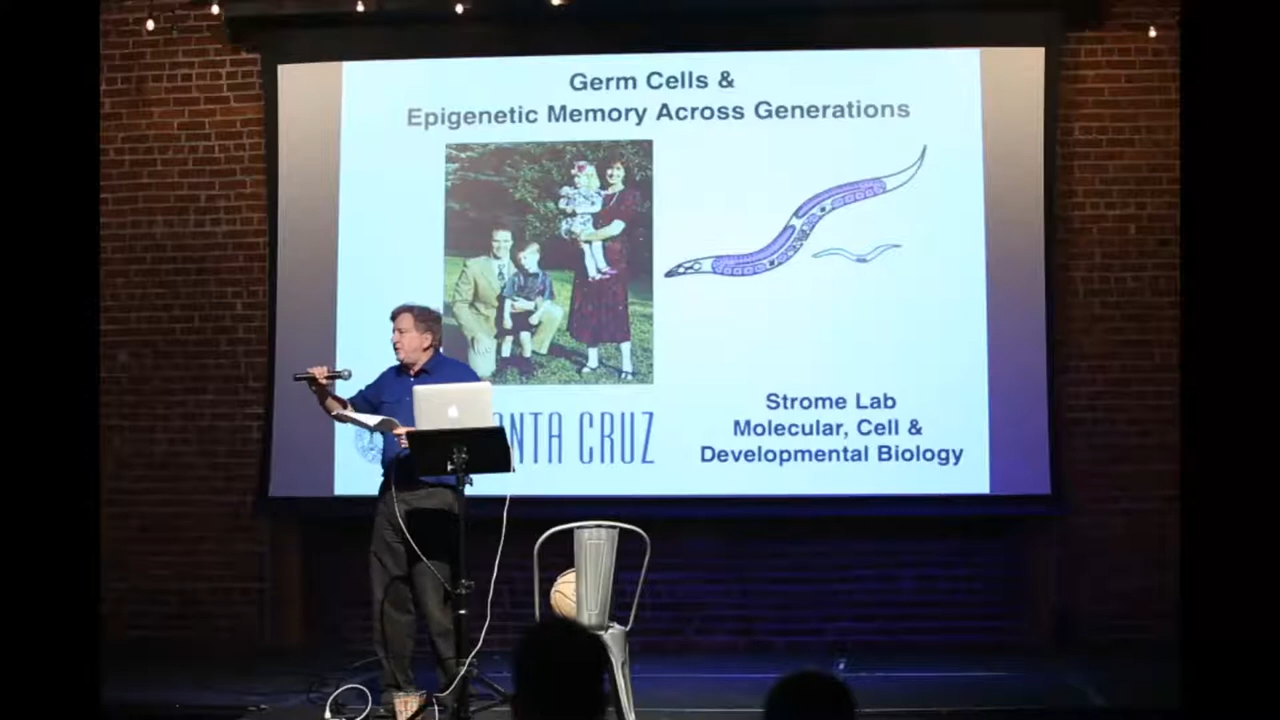 Germ Cells &
Epigenetic Memory Across Generations
NTA CRUZ
Strome Lab
Molecular, Cell &
Developmental Biology